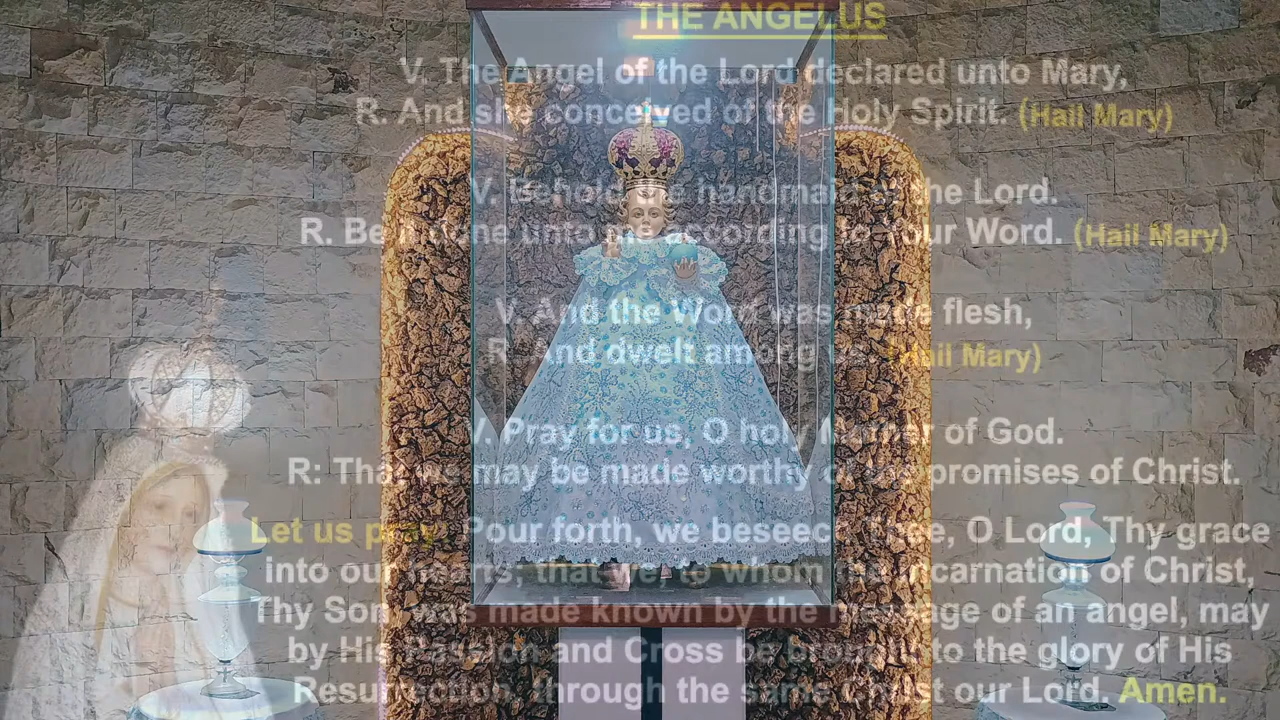 THE ANGELUS
V. The Angel of the Lord declared unto Mary,
R. And she conceived of the Holy Spirit. (Hail Mary)
V. Behold the handmaid of the Lord.
R. Be it done unto me according to your Word. (Hail Mary)
V. And the Word was made flesh,
R. And dwelt among us. (Hail Mary)
V. Pray for us, O holy Mother of God.
R: That we may be made worthy of the promises of Christ.
Let us pray: Pour forth, we beseech Thee, O Lord, Thy grace
into our hearts, that we, to whom the Incarnation of Christ,
Thy Son, was made known by the message of an angel, may
by His Passion and Cross be brought to the glory of His
Resurrection, through the same Christ our Lord. Amen.